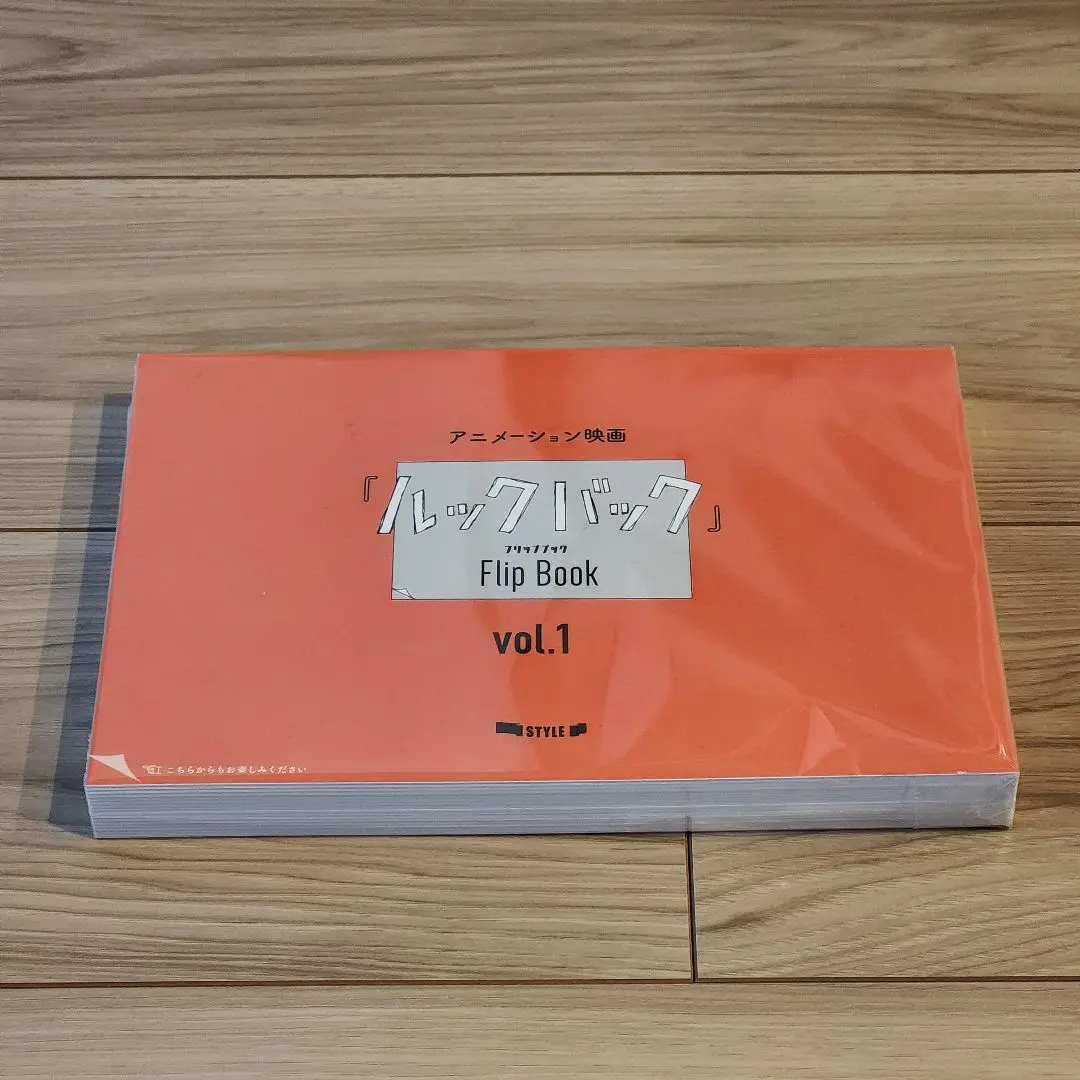 アニメーション映画
『ルックバック』
フリップブック
Flip Book
vol.1
STYLE
こちらからもお楽しみください